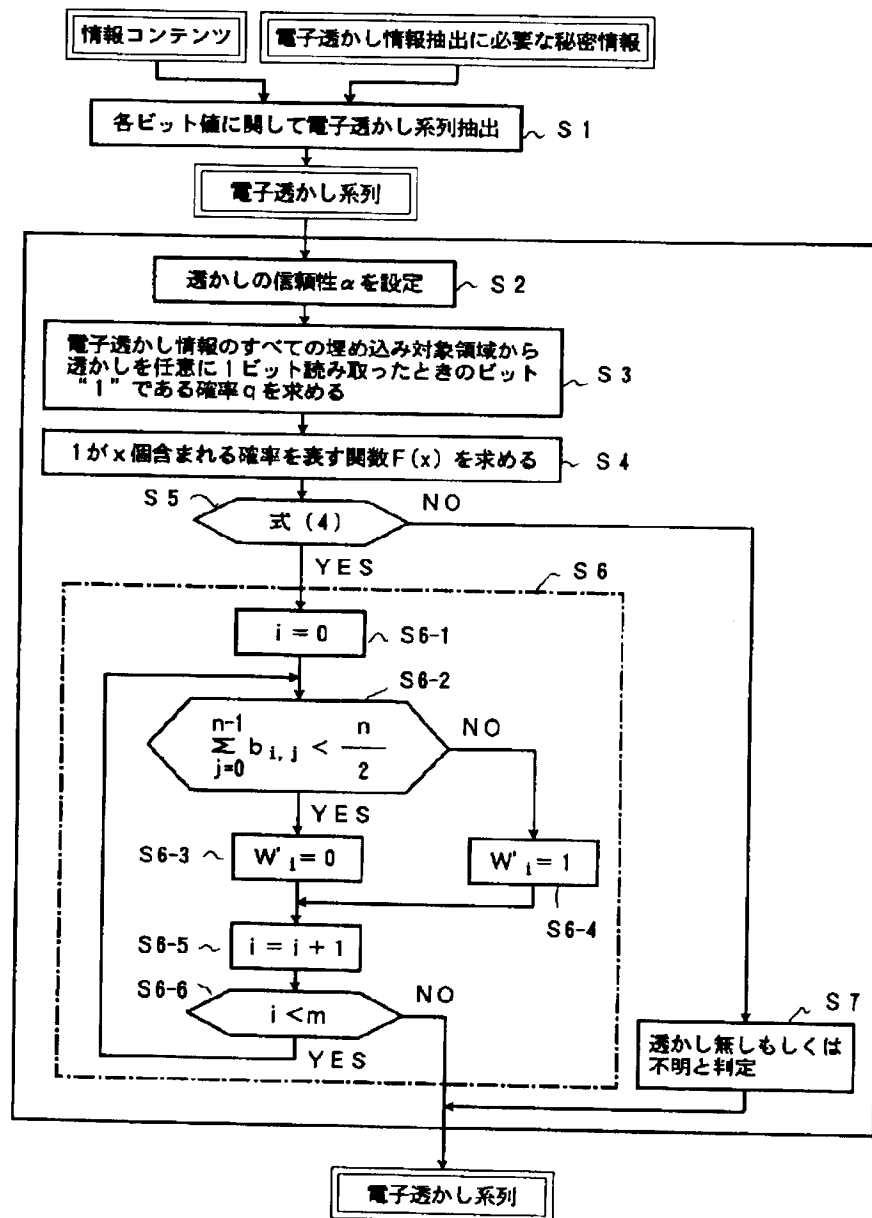 情報コンテンツ
電子透かし情報抽出に必要な秘密情報
各ビット値に関して電子透かし系列抽出
S1
電子透かし系列
透かしの信頼性αを設定
S2
電子透かし情報のすべての埋め込み対象領域から
透かしを任意に1ビット読み取ったときのビット
“1”である確率qを求める
S3
1がx個含まれる確率を表す関数F(x)を求める
S4
S5
式(4)
NO
YES
S6
i=0
S6-1
S6-2
n-1
Σ b i,j < n/2
j=0
NO
YES
S6-3
W'i=0
W'i=1
S6-4
S6-5
i=i+1
S6-6
i<m
NO
YES
S7
透かし無しもしくは
不明と判定
電子透かし系列